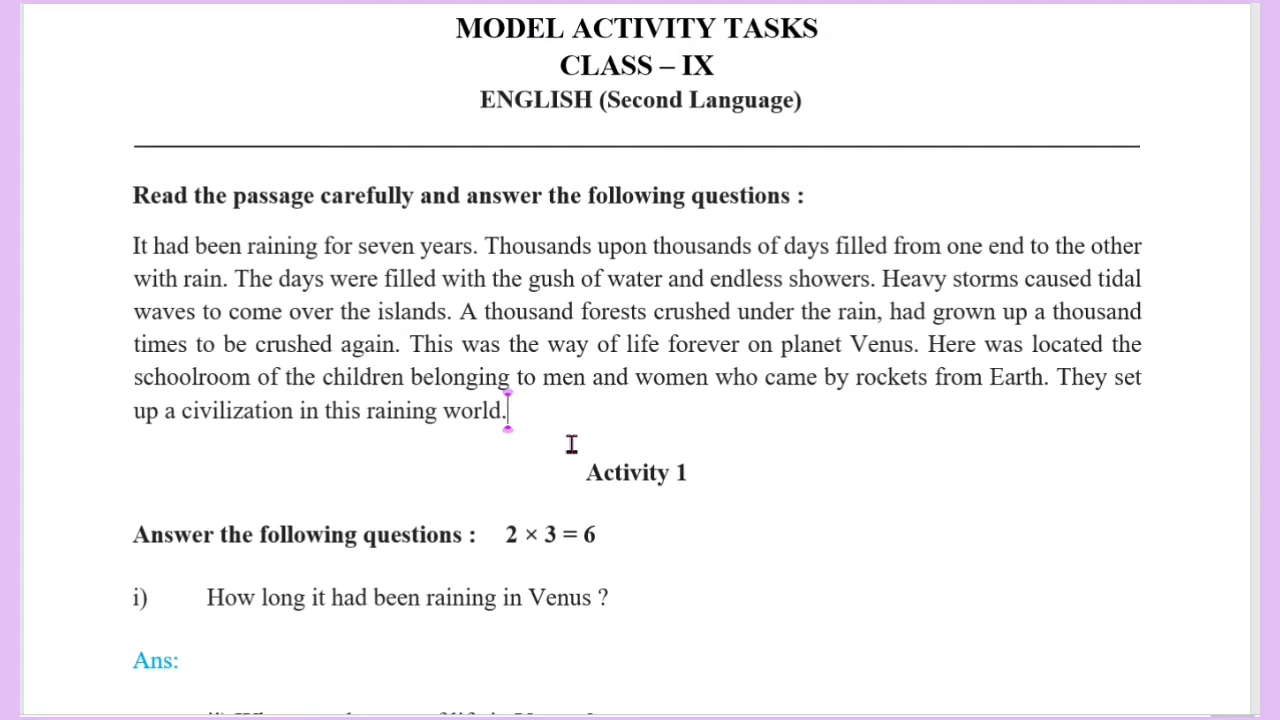 MODEL ACTIVITY TASKS
CLASS – IX
ENGLISH (Second Language)
Read the passage carefully and answer the following questions :
It had been raining for seven years. Thousands upon thousands of days filled from one end to the other
with rain. The days were filled with the gush of water and endless showers. Heavy storms caused tidal
waves to come over the islands. A thousand forests crushed under the rain, had grown up a thousand
times to be crushed again. This was the way of life forever on planet Venus. Here was located the
schoolroom of the children belonging to men and women who came by rockets from Earth. They set
up a civilization in this raining world.
Activity 1
Answer the following questions : 2 × 3 = 6
i) How long it had been raining in Venus ?
Ans: